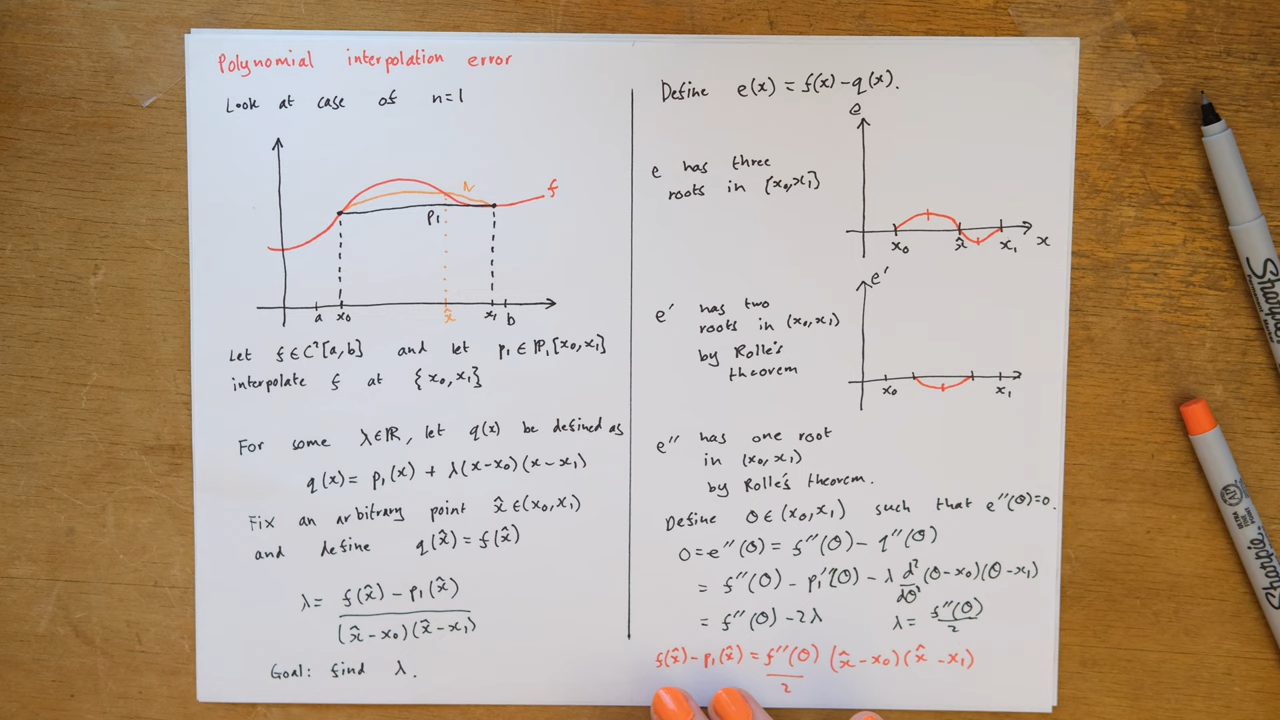 Polynomial interpolation error
Look at case of n=1
f
p₁
a x₀ x̂ x₁ b
Let f∈C²[a,b] and let p₁∈ℙ₁[x₀,x₁]
interpolate f at {x₀,x₁}
For some λ∈ℝ, let q(x) be defined as
q(x) = p₁(x) + λ(x-x₀)(x-x₁)
Fix an arbitrary point x̂∈(x₀,x₁)
and define q(x̂) = f(x̂)
λ = f(x̂) - p₁(x̂)
(x̂-x₀)(x̂-x₁)
Goal: find λ.
Define e(x) = f(x)-q(x).
e
e has three
roots in [x₀,x₁]
x₀ x̂ x₁ x
e′
e′ has two
roots in (x₀,x₁)
by Rolle's
theorem
x₀ x₁
e″ has one root
in (x₀,x₁)
by Rolle's theorem.
Define θ∈(x₀,x₁) such that e″(θ)=0.
0=e″(θ) = f″(θ) - q″(θ)
= f″(θ) - p₁″(θ) - λ d²/dθ² (θ-x₀)(θ-x₁)
= f″(θ) - 2λ λ = f″(θ)/2
f(x̂)-p₁(x̂) = f″(θ)/2 (x̂-x₀)(x̂-x₁)
Sharpie
Sharpie